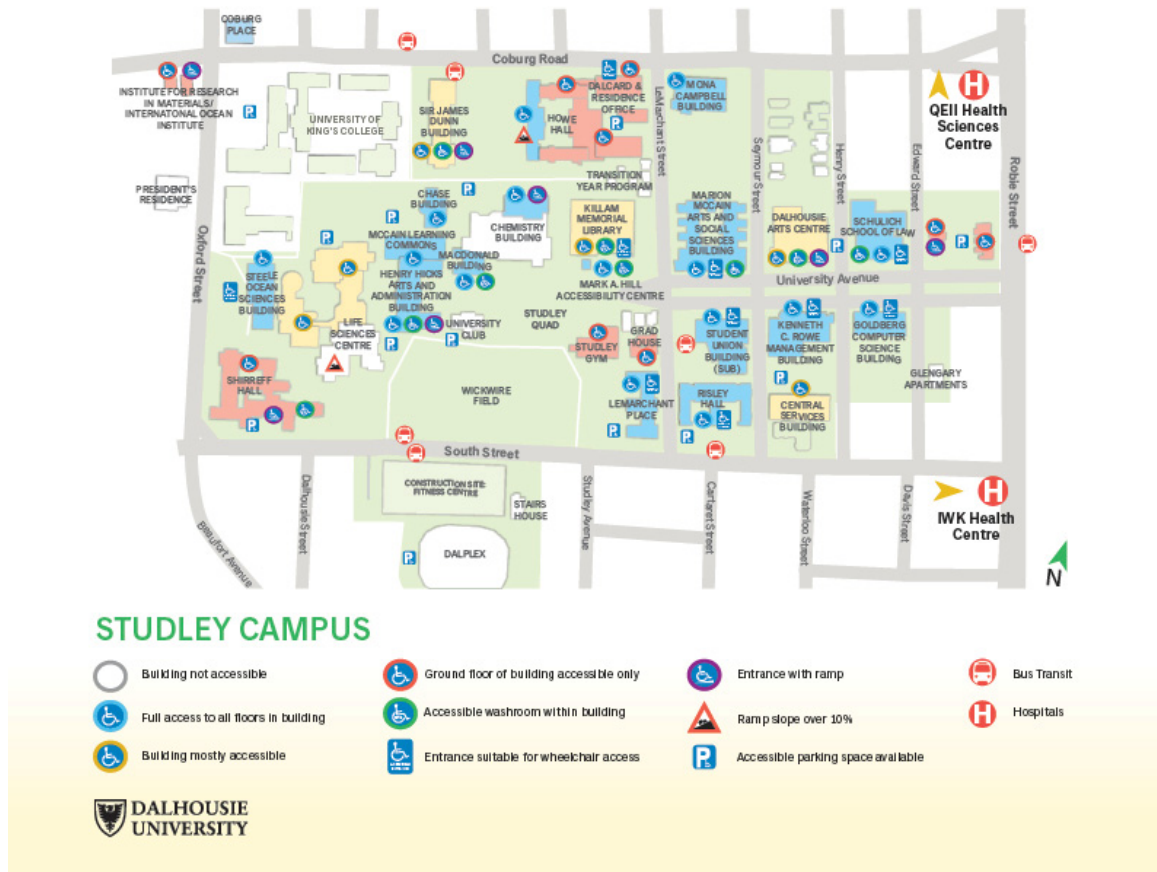 COBURG
PLACE
Coburg Road
INSTITUTE FOR RESEARCH
IN MATERIALS/
INTERNATONAL OCEAN
INSTITUTE
UNIVERSITY OF
KING'S COLLEGE
SIR JAMES
DUNN
BUILDING
HOWE
HALL
DALCARD &
RESIDENCE
OFFICE
LeMarchant Street
MONA
CAMPBELL
BUILDING
QEII Health
Sciences
Centre
Seymour Street
Henry Street
Edward Street
Robie Street
PRESIDENT'S
RESIDENCE
TRANSITION
YEAR PROGRAM
CHASE
BUILDING
KILLAM
MEMORIAL
LIBRARY
MARION
MCCAIN
ARTS AND
SOCIAL
SCIENCES
BUILDING
DALHOUSIE
ARTS CENTRE
SCHULICH
SCHOOL OF LAW
Oxford Street
MCCAIN LEARNING
COMMONS
CHEMISTRY
BUILDING
MACDONALD
BUILDING
STEELE
OCEAN
SCIENCES
BUILDING
HENRY HICKS
ARTS AND
ADMINISTRATION
BUILDING
MARK A. HILL
ACCESSIBILITY CENTRE
University Avenue
LIFE
SCIENCES
CENTRE
UNIVERSITY
CLUB
STUDLEY
QUAD
STUDLEY
GYM
GRAD
HOUSE
STUDENT
UNION
BUILDING
(SUB)
KENNETH
C. ROWE
MANAGEMENT
BUILDING
GOLDBERG
COMPUTER
SCIENCE
BUILDING
GLENGARY
APARTMENTS
SHIRREFF
HALL
WICKWIRE
FIELD
LEMARCHANT
PLACE
RISLEY
HALL
CENTRAL
SERVICES
BUILDING
South Street
CONSTRUCTION SITE:
FITNESS CENTRE
STAIRS
HOUSE
DALPLEX
Beaufort Avenue
Dalhousie Street
Studley Avenue
Cartaret Street
Waterloo Street
Davis Street
IWK Health
Centre
N
STUDLEY CAMPUS
Building not accessible
Full access to all floors in building
Building mostly accessible
Ground floor of building accessible only
Accessible washroom within building
Entrance suitable for wheelchair access
Entrance with ramp
Ramp slope over 10%
P Accessible parking space available
Bus Transit
H Hospitals
DALHOUSIE
UNIVERSITY